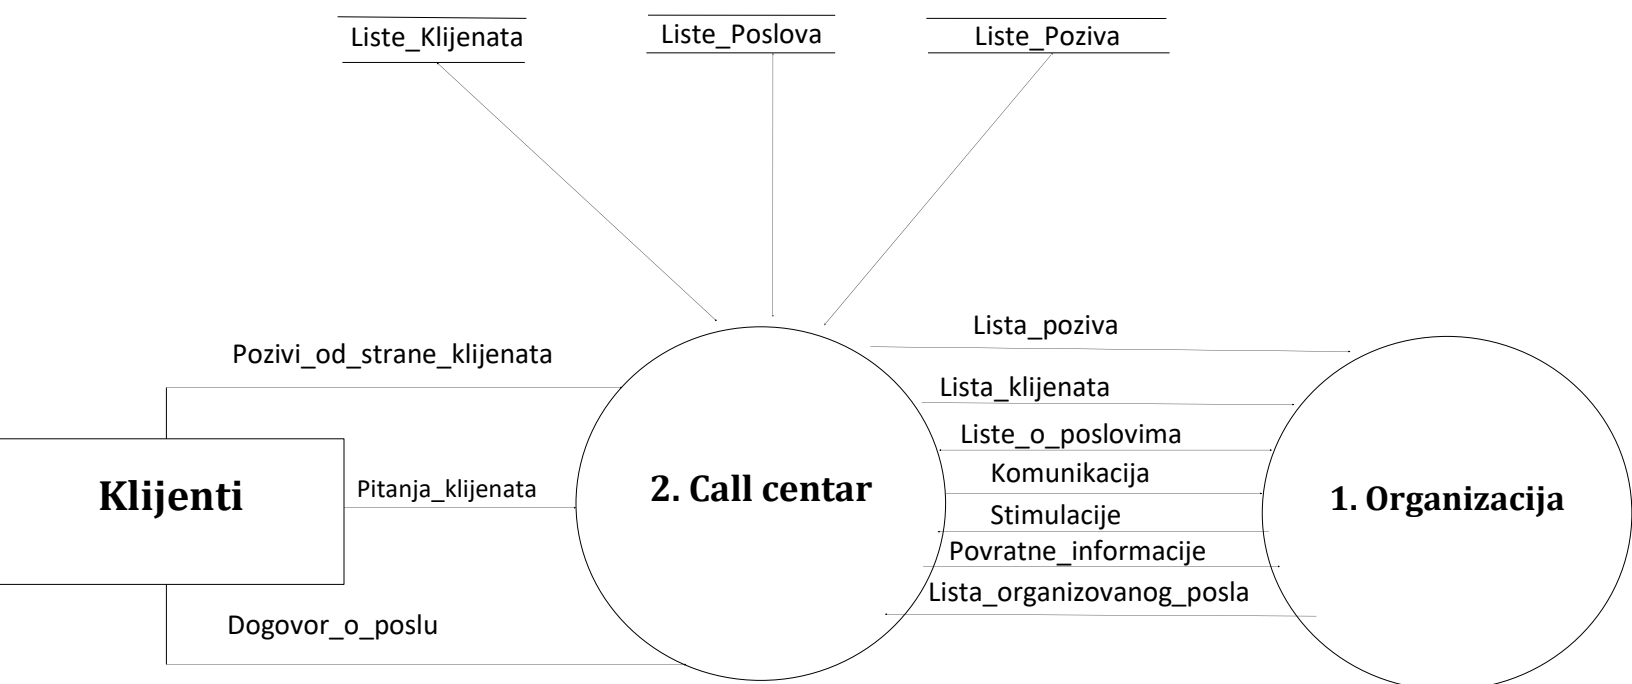 Liste_Klijenata
Liste_Poslova
Liste_Poziva
Lista_poziva
Pozivi_od_strane_klijenata
Lista_klijenata
Liste_o_poslovima
Komunikacija
Klijenti
Pitanja_klijenata
2. Call centar
1. Organizacija
Stimulacije
Povratne_informacije
Lista_organizovanog_posla
Dogovor_o_poslu